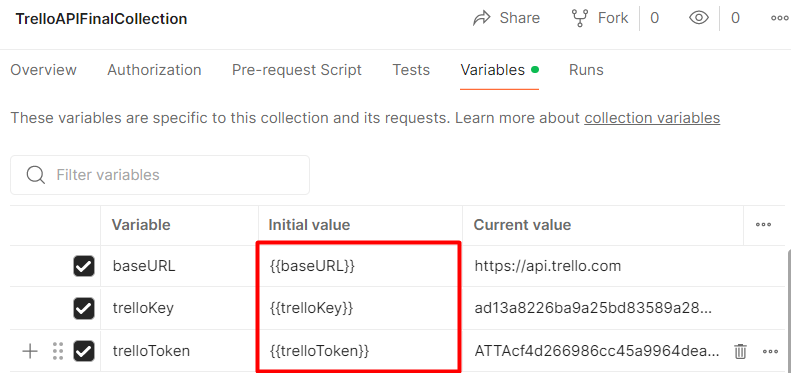 TrelloAPIFinalCollection Share Fork 0 0
Overview Authorization Pre-request Script Tests Variables Runs
These variables are specific to this collection and its requests. Learn more about collection variables
Filter variables
Variable Initial value Current value
baseURL {{baseURL}} https://api.trello.com
trelloKey {{trelloKey}} ad13a8226ba9a25bd83589a28...
trelloToken {{trelloToken}} ATTAcf4d266986cc45a9964dea...